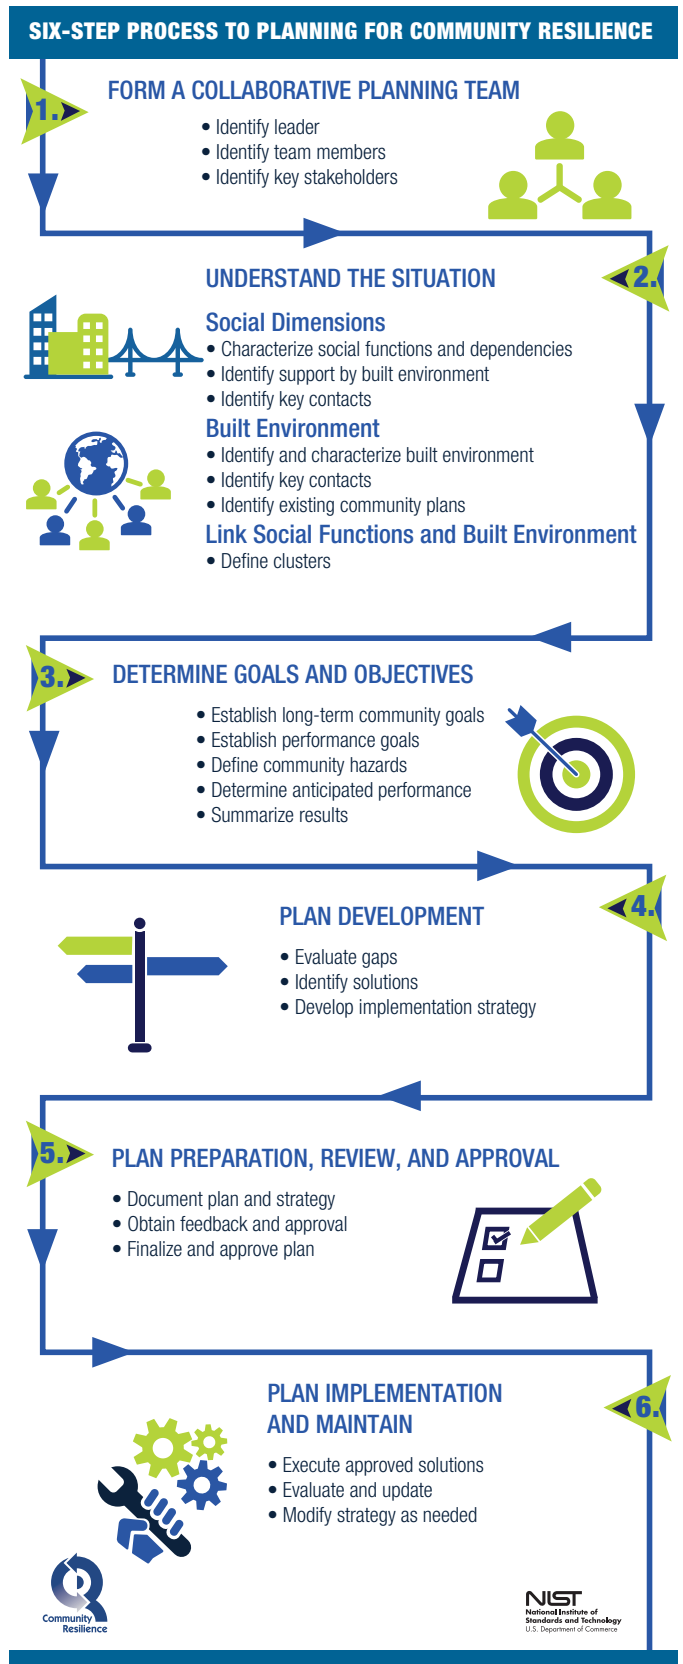 SIX-STEP PROCESS TO PLANNING FOR COMMUNITY RESILIENCE
1.
FORM A COLLABORATIVE PLANNING TEAM
• Identify leader
• Identify team members
• Identify key stakeholders
2.
UNDERSTAND THE SITUATION
Social Dimensions
• Characterize social functions and dependencies
• Identify support by built environment
• Identify key contacts
Built Environment
• Identify and characterize built environment
• Identify key contacts
• Identify existing community plans
Link Social Functions and Built Environment
• Define clusters
3.
DETERMINE GOALS AND OBJECTIVES
• Establish long-term community goals
• Establish performance goals
• Define community hazards
• Determine anticipated performance
• Summarize results
4.
PLAN DEVELOPMENT
• Evaluate gaps
• Identify solutions
• Develop implementation strategy
5.
PLAN PREPARATION, REVIEW, AND APPROVAL
• Document plan and strategy
• Obtain feedback and approval
• Finalize and approve plan
6.
PLAN IMPLEMENTATION
AND MAINTAIN
• Execute approved solutions
• Evaluate and update
• Modify strategy as needed
Community
Resilience
NIST
National Institute of
Standards and Technology
U.S. Department of Commerce